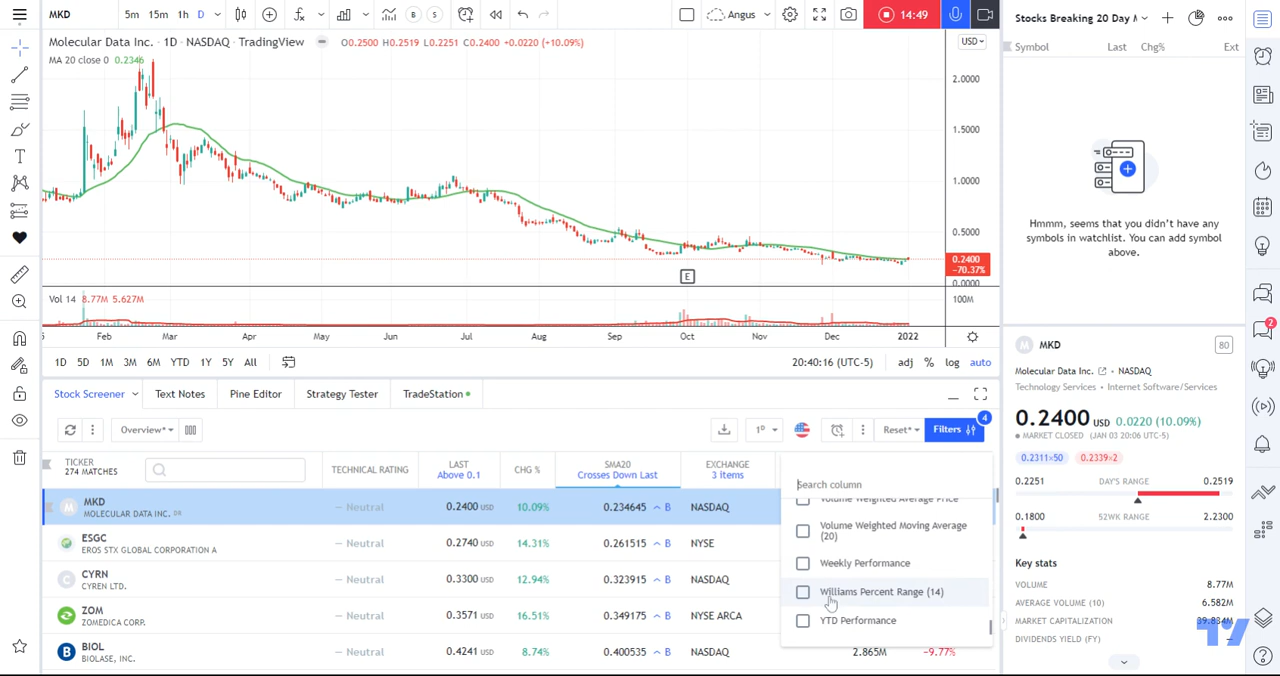 MKD 5m 15m 1h D B S Angus 14:49
Stocks Breaking 20 Day
Molecular Data Inc. · 1D · NASDAQ · TradingView O0.2500 H0.2519 L0.2251 C0.2400 +0.0220 (+10.09%) USD
Symbol Last Chg% Ext
MA 20 close 0 0.2346
2.0000
1.5000
1.0000
0.5000
0.2400
-70.37%
0.0000
E
Vol 14 8.77M 5.627M 100M
Feb Mar Apr May Jun Jul Aug Sep Oct Nov Dec 2022
1D 5D 1M 3M 6M YTD 1Y 5Y All 20:40:16 (UTC-5) adj % log auto
Hmmm, seems that you didn't have any
symbols in watchlist. You can add symbol
above.
Stock Screener Text Notes Pine Editor Strategy Tester TradeStation
Overview* 1D Reset* Filters 4
TICKER
274 MATCHES
TECHNICAL RATING
LAST
Above 0.1
CHG %
SMA20
Crosses Down Last
EXCHANGE
3 Items
MKD
MOLECULAR DATA INC. DR
— Neutral 0.2400 USD 10.09% 0.234645 B NASDAQ
ESGC
EROS STX GLOBAL CORPORATION A
— Neutral 0.2740 USD 14.31% 0.261515 B NYSE
CYRN
CYREN LTD.
— Neutral 0.3300 USD 12.94% 0.323915 B NASDAQ
ZOM
ZOMEDICA CORP.
— Neutral 0.3571 USD 16.51% 0.349175 B NYSE ARCA
BIOL
BIOLASE, INC.
— Neutral 0.4241 USD 8.74% 0.400535 B NASDAQ 2.865M -9.77%
Search column
Volume Weighted Average Price
Volume Weighted Moving Average
(20)
Weekly Performance
Williams Percent Range (14)
YTD Performance
M MKD 80
Molecular Data Inc. · NASDAQ
Technology Services • Internet Software/Services
0.2400 USD 0.0220 (10.09%)
MARKET CLOSED (JAN 03 20:06 UTC-5)
0.2311×50 0.2339×2
0.2251 DAY'S RANGE 0.2519
0.1800 52WK RANGE 2.2300
Key stats
VOLUME 8.77M
AVERAGE VOLUME (10) 6.582M
MARKET CAPITALIZATION 39.834M
DIVIDENDS YIELD (FY) —
2